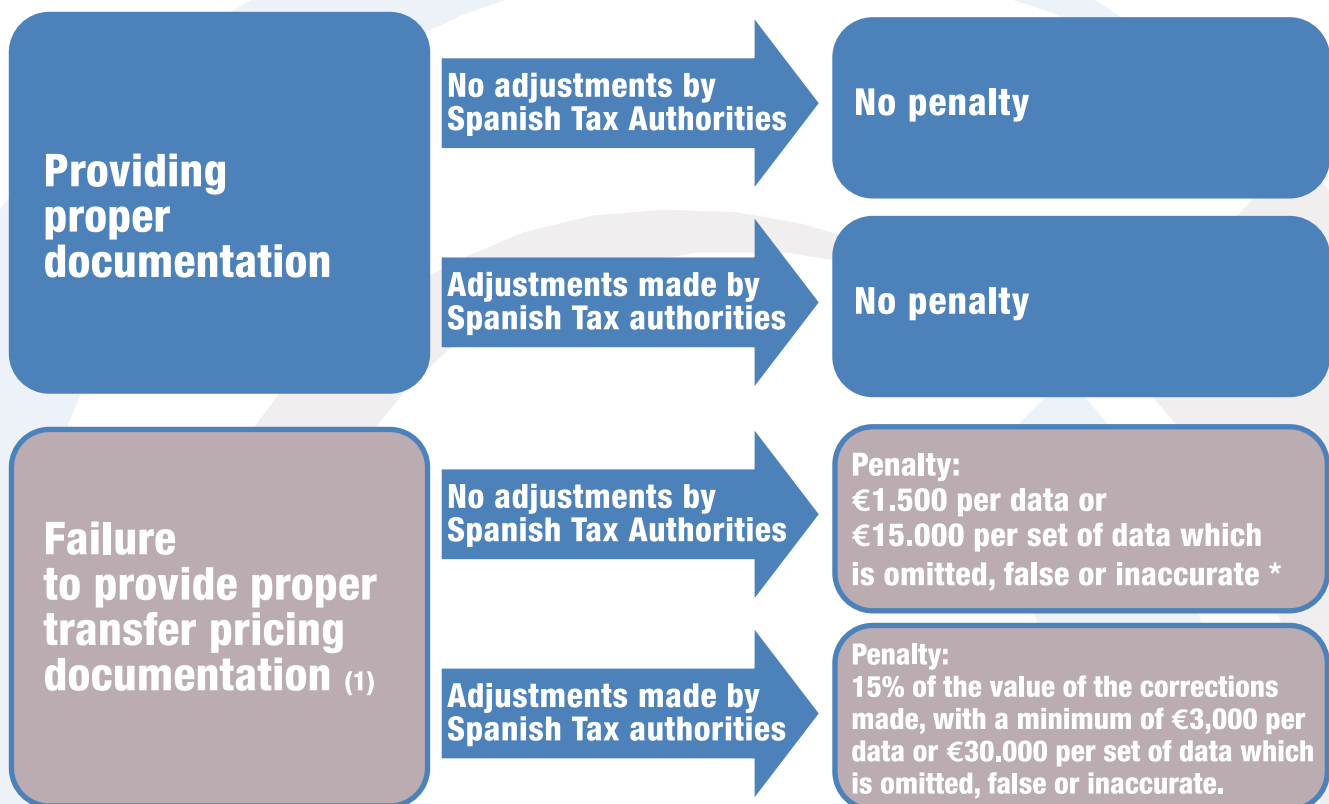 Providing
proper
documentation
No adjustments by
Spanish Tax Authorities
No penalty
Adjustments made by
Spanish Tax authorities
No penalty
Failure
to provide proper
transfer pricing
documentation (1)
No adjustments by
Spanish Tax Authorities
Penalty:
€1.500 per data or
€15.000 per set of data which
is omitted, false or inaccurate *
Adjustments made by
Spanish Tax authorities
Penalty:
15% of the value of the corrections
made, with a minimum of €3,000 per
data or €30.000 per set of data which
is omitted, false or inaccurate.